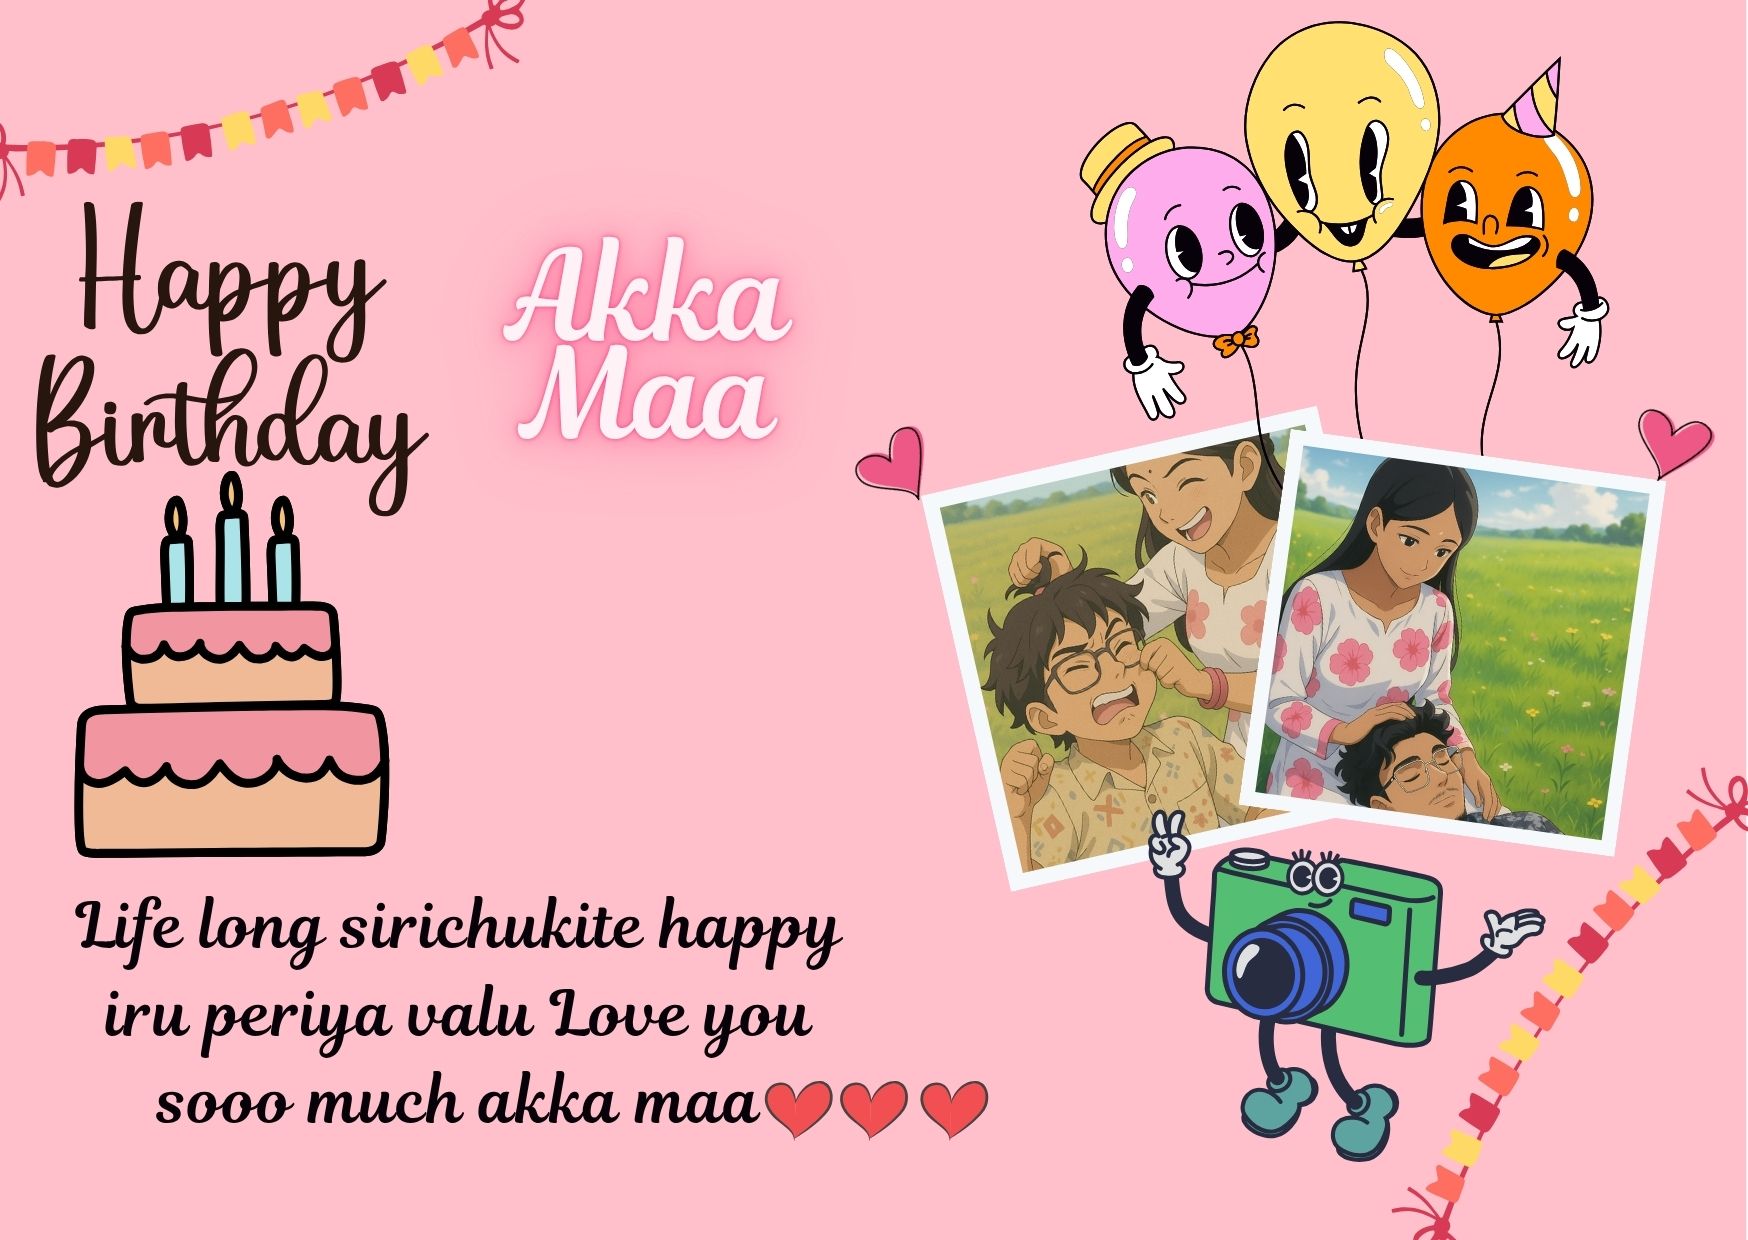 Happy
Birthday
Akka
Maa
Life long sirichukite happy
iru periya valu Love you
sooo much akka maa